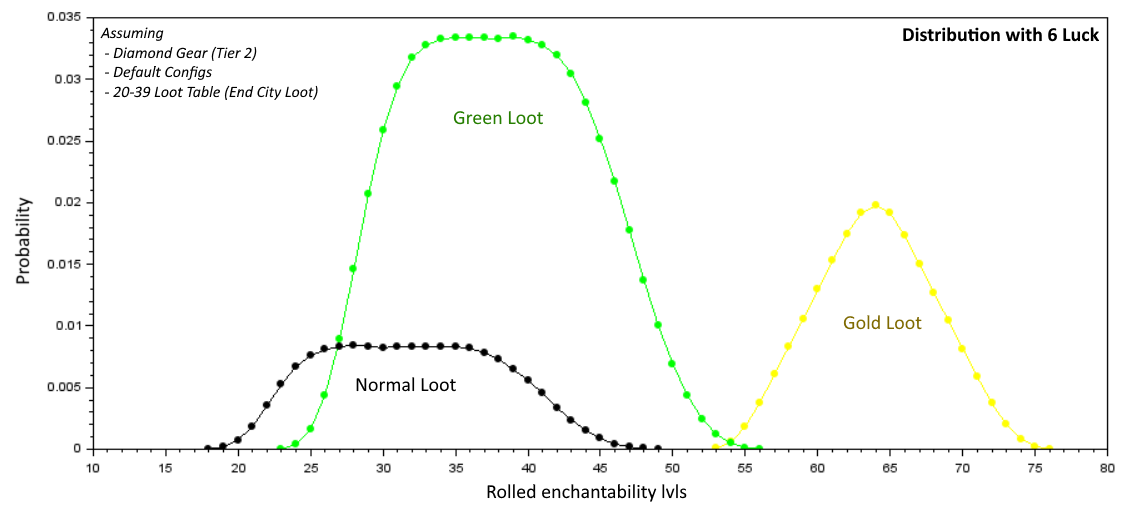 0.035
Assuming
- Diamond Gear (Tier 2)
- Default Configs
- 20-39 Loot Table (End City Loot)
Distribution with 6 Luck
0.03
Green Loot
0.025
0.02
Probability
0.015
Gold Loot
0.01
Normal Loot
0.005
0
10 15 20 25 30 35 40 45 50 55 60 65 70 75 80
Rolled enchantability lvls